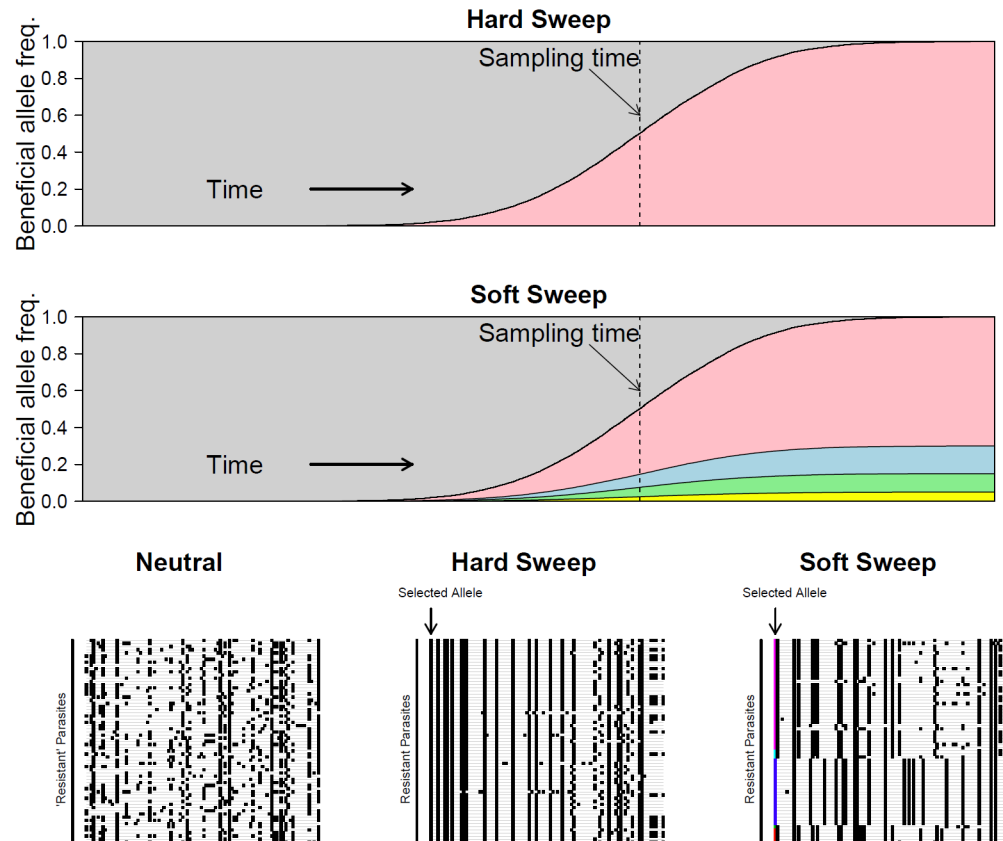 Hard Sweep
Beneficial allele freq.
1.0
0.8
0.6
0.4
0.2
0.0
Sampling time
Time
Soft Sweep
Beneficial allele freq.
1.0
0.8
0.6
0.4
0.2
0.0
Sampling time
Time
Neutral
Hard Sweep
Soft Sweep
Selected Allele
Selected Allele
'Resistant' Parasites
Resistant Parasites
Resistant Parasites